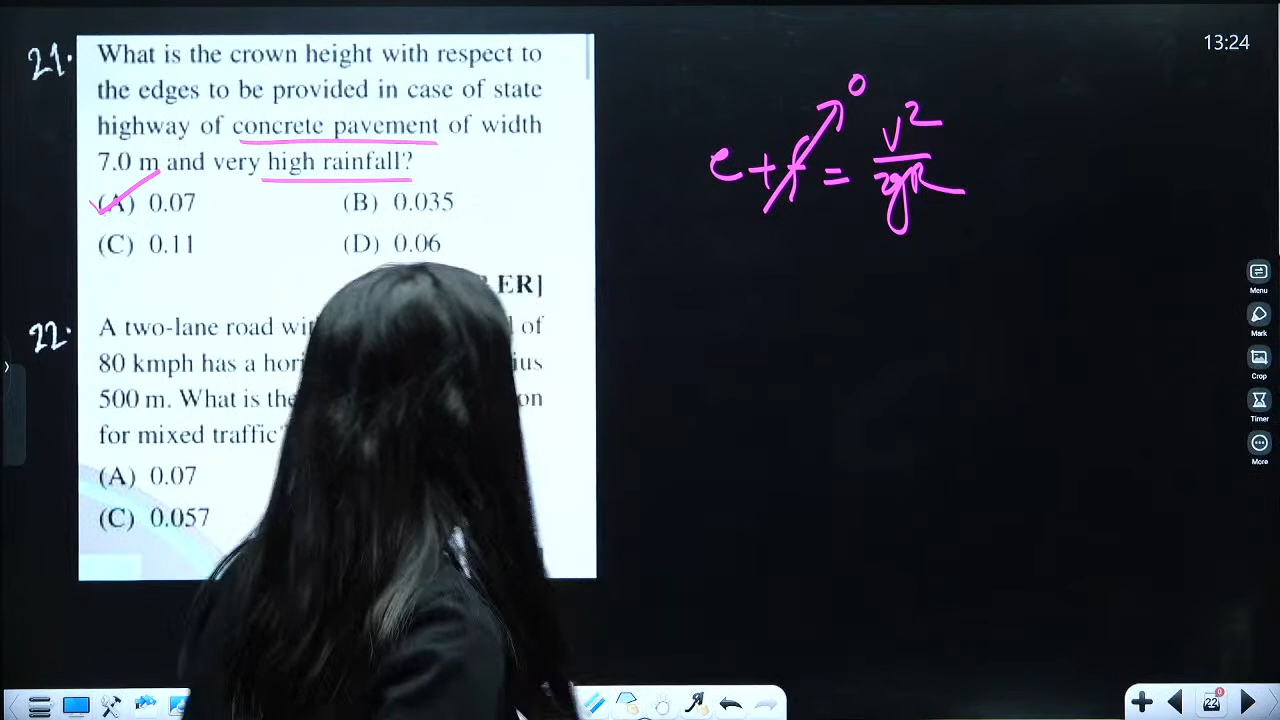 13:24
21.
What is the crown height with respect to
the edges to be provided in case of state
highway of concrete pavement of width
7.0 m and very high rainfall?
(A) 0.07 (B) 0.035
(C) 0.11 (D) 0.06
ER]
e + f = V² / gR
0
22.
A two-lane road of
80 kmph has a
500 m. What is the on
for mixed traffic
(A) 0.07
(C) 0.057
Menu
Mark
Crop
Timer
More
22
0